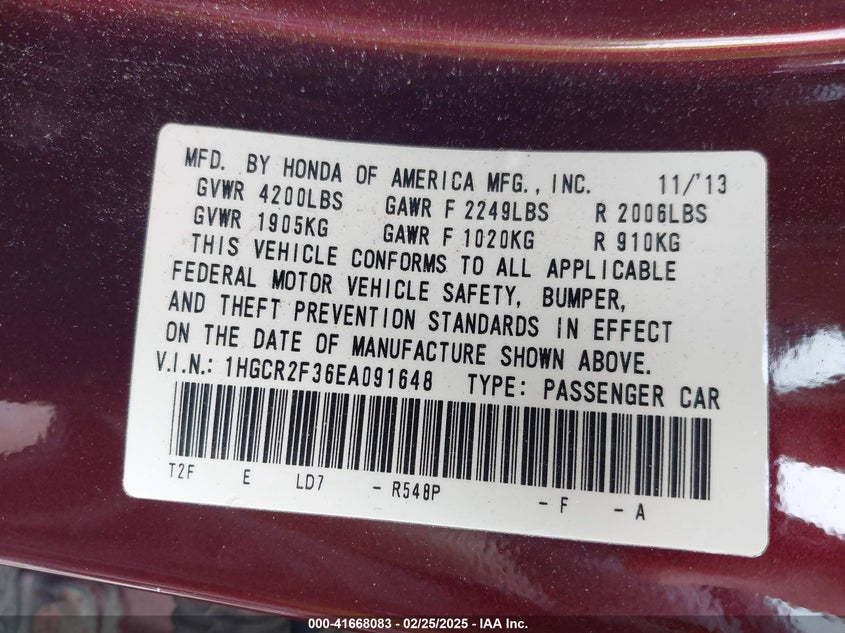 MFD. BY HONDA OF AMERICA MFG., INC. 11/'13
GVWR 4200LBS GAWR F 2249LBS R 2006LBS
GVWR 1905KG GAWR F 1020KG R 910KG
THIS VEHICLE CONFORMS TO ALL APPLICABLE
FEDERAL MOTOR VEHICLE SAFETY, BUMPER,
AND THEFT PREVENTION STANDARDS IN EFFECT
ON THE DATE OF MANUFACTURE SHOWN ABOVE.
V.I.N.: 1HGCR2F36EA091648 TYPE: PASSENGER CAR
T2F E LD7 - R548P - F - A
000-41668083 - 02/25/2025 - IAA Inc.